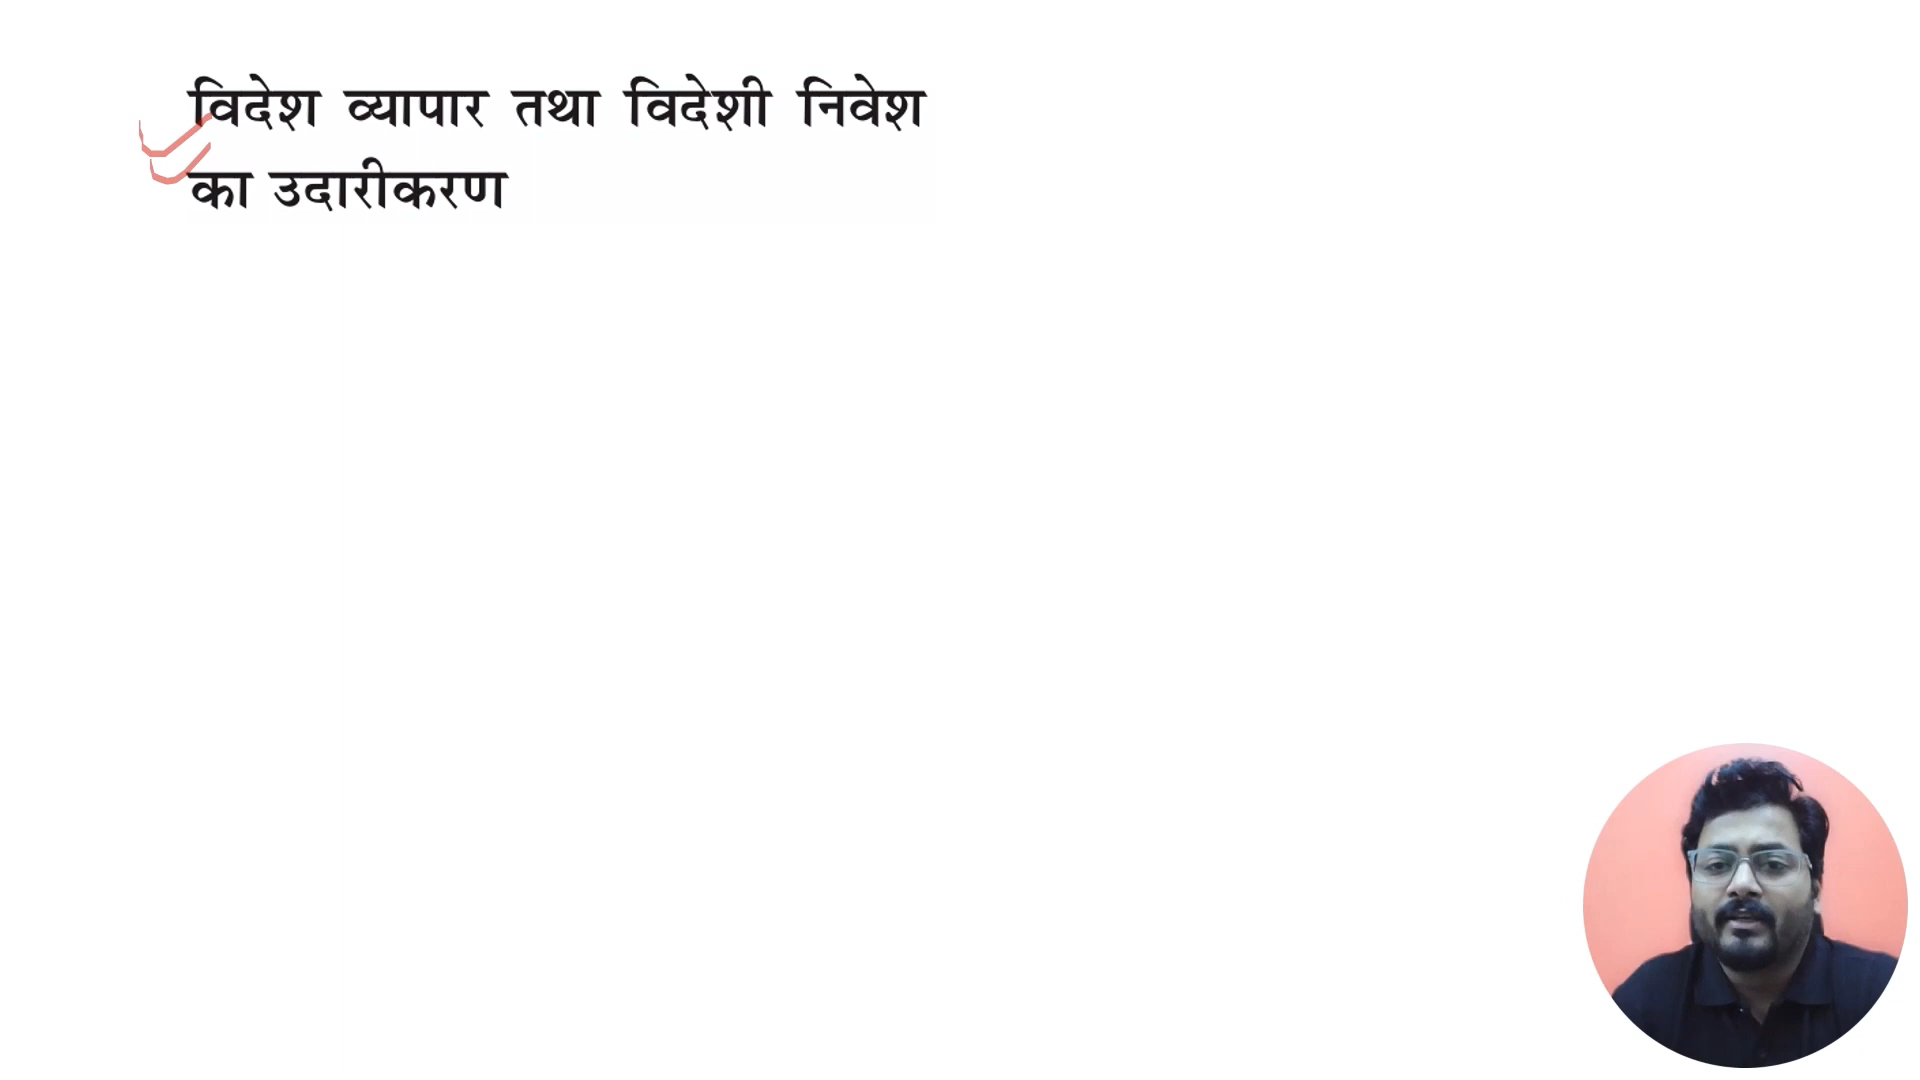 विदेश व्यापार तथा विदेशी निवेश
का उदारीकरण